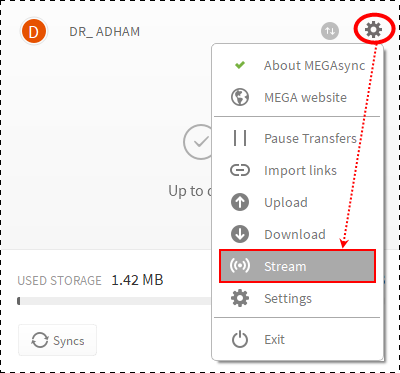 D
DR_ ADHAM
About MEGAsync
MEGA website
Pause Transfers
Import links
Up to
Upload
Download
Stream
USED STORAGE 1.42 MB
Settings
Syncs
Exit